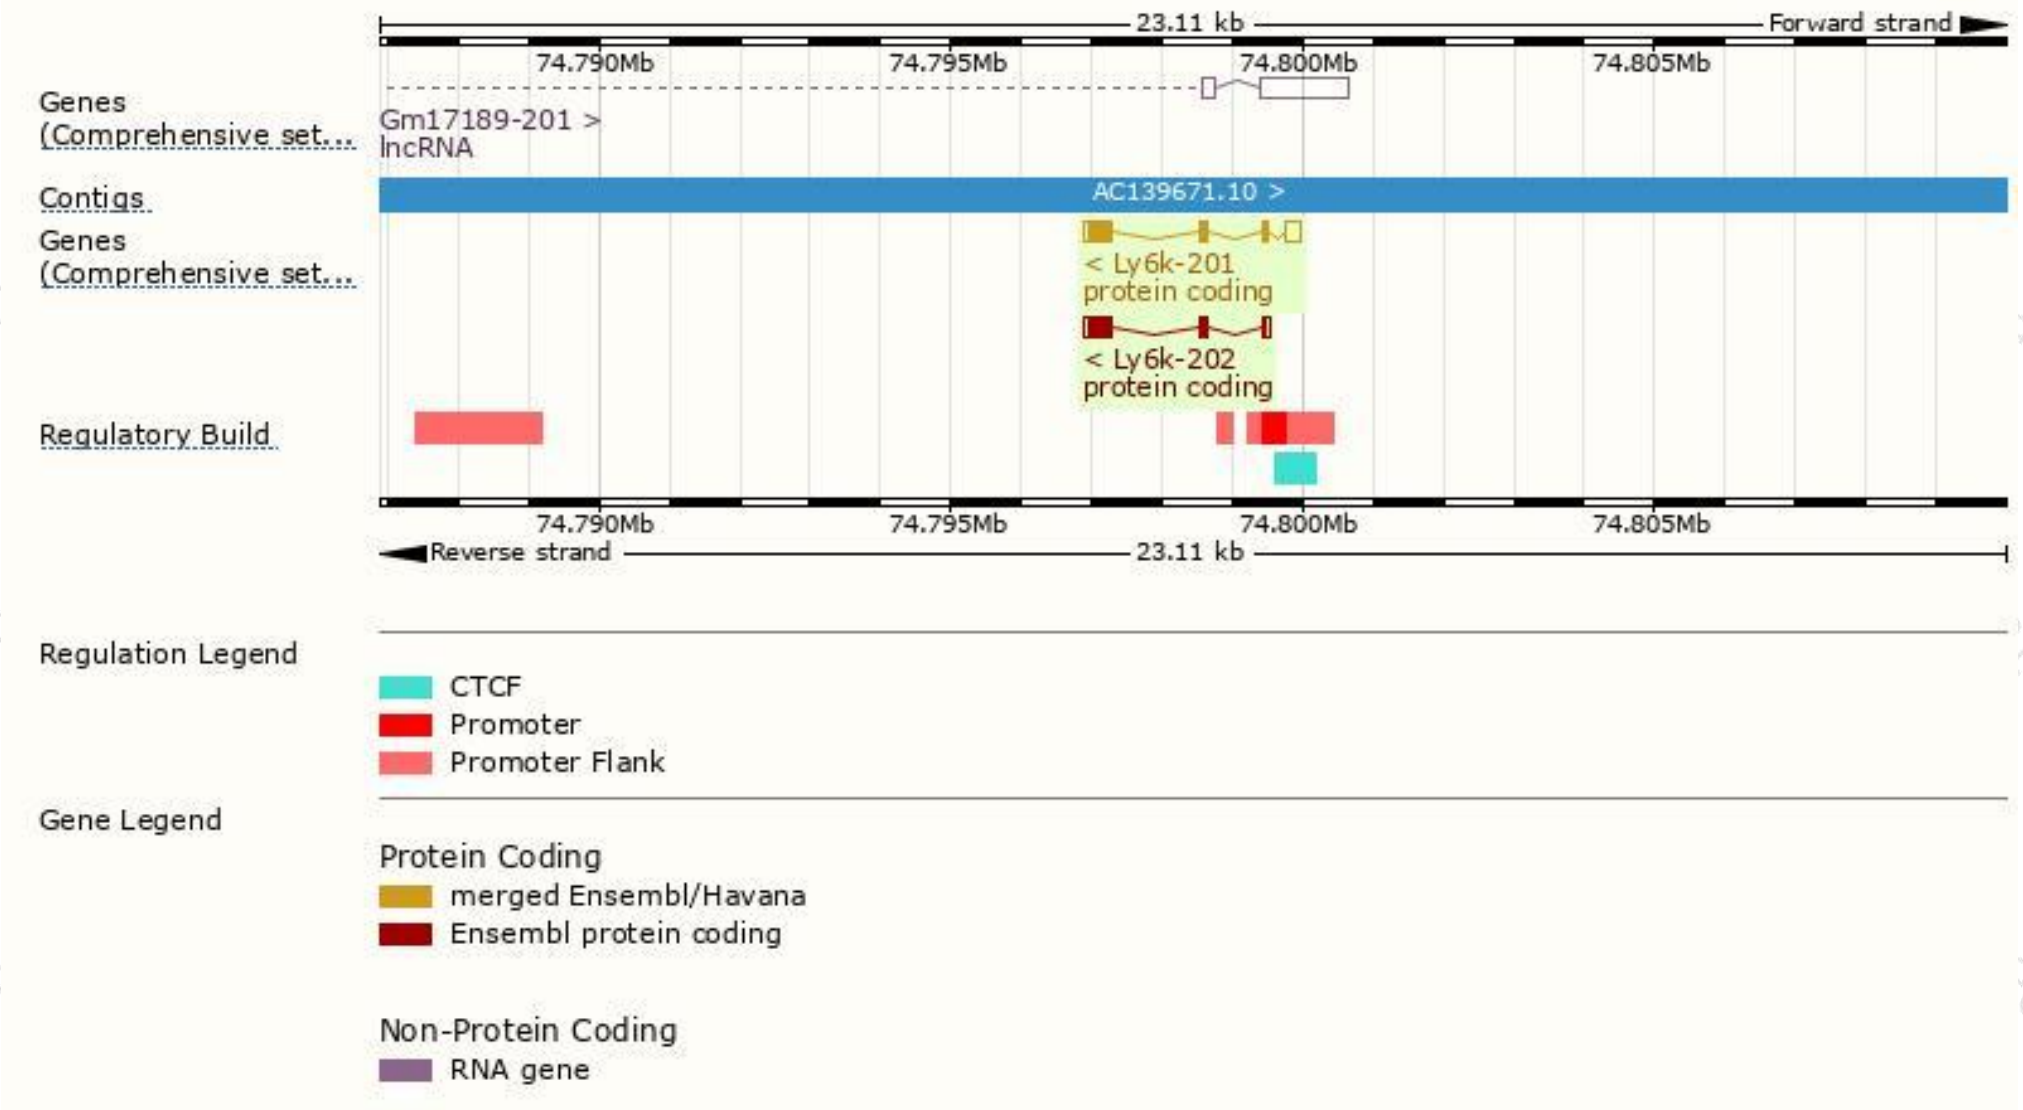 23.11 kb
Forward strand
74.790Mb 74.795Mb 74.800Mb 74.805Mb
Genes
(Comprehensive set...
Gm17189-201 >
lncRNA
Contigs
AC139671.10 >
Genes
(Comprehensive set...
< Ly6k-201
protein coding
< Ly6k-202
protein coding
Regulatory Build
74.790Mb 74.795Mb 74.800Mb 74.805Mb
Reverse strand
23.11 kb
Regulation Legend
CTCF
Promoter
Promoter Flank
Gene Legend
Protein Coding
merged Ensembl/Havana
Ensembl protein coding
Non-Protein Coding
RNA gene